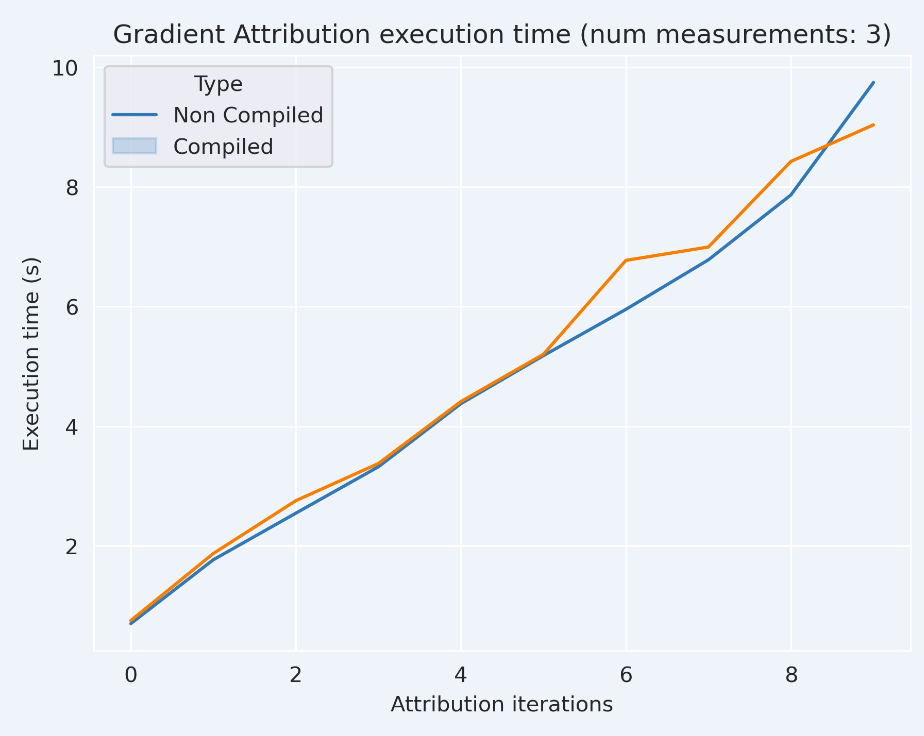 Gradient Attribution execution time (num measurements: 3)
Type
Non Compiled
Compiled
Execution time (s)
10
8
6
4
2
0 2 4 6 8
Attribution iterations